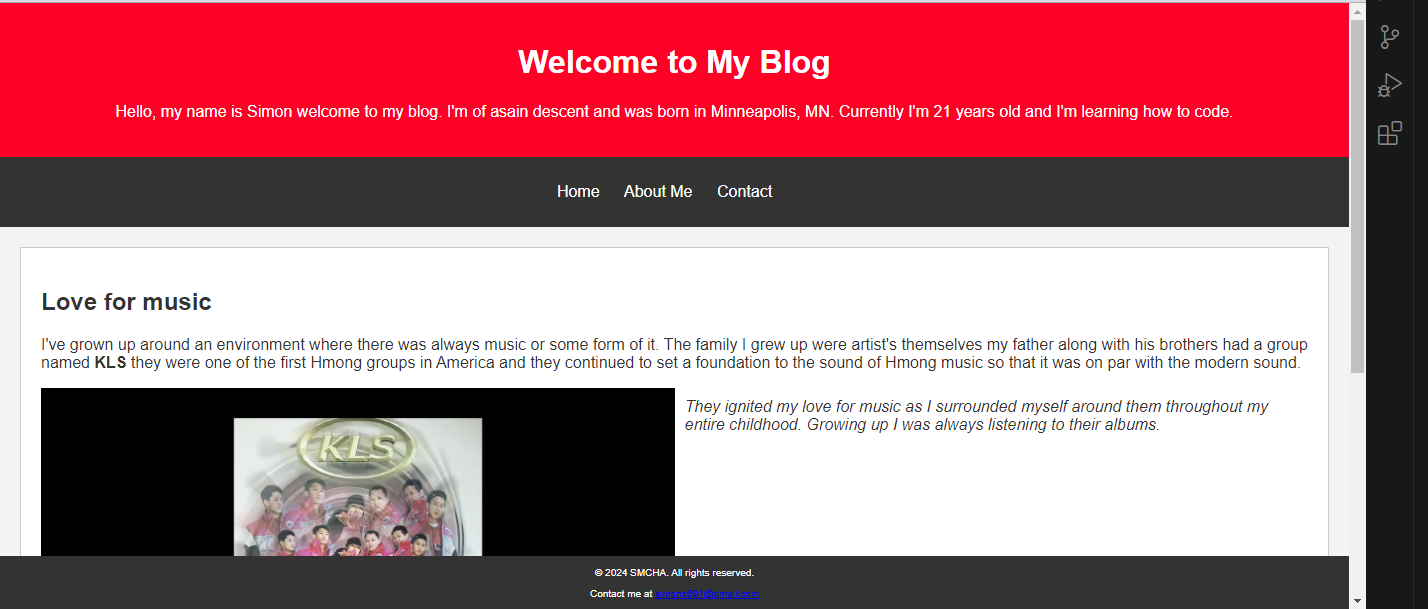 Welcome to My Blog
Hello, my name is Simon welcome to my blog. I'm of asain descent and was born in Minneapolis, MN. Currently I'm 21 years old and I'm learning how to code.
Home About Me Contact
Love for music
I've grown up around an environment where there was always music or some form of it. The family I grew up were artist's themselves my father along with his brothers had a group
named KLS they were one of the first Hmong groups in America and they continued to set a foundation to the sound of Hmong music so that it was on par with the modern sound.
KLS
They ignited my love for music as I surrounded myself around them throughout my
entire childhood. Growing up I was always listening to their albums.
© 2024 SMCHA. All rights reserved.
Contact me at